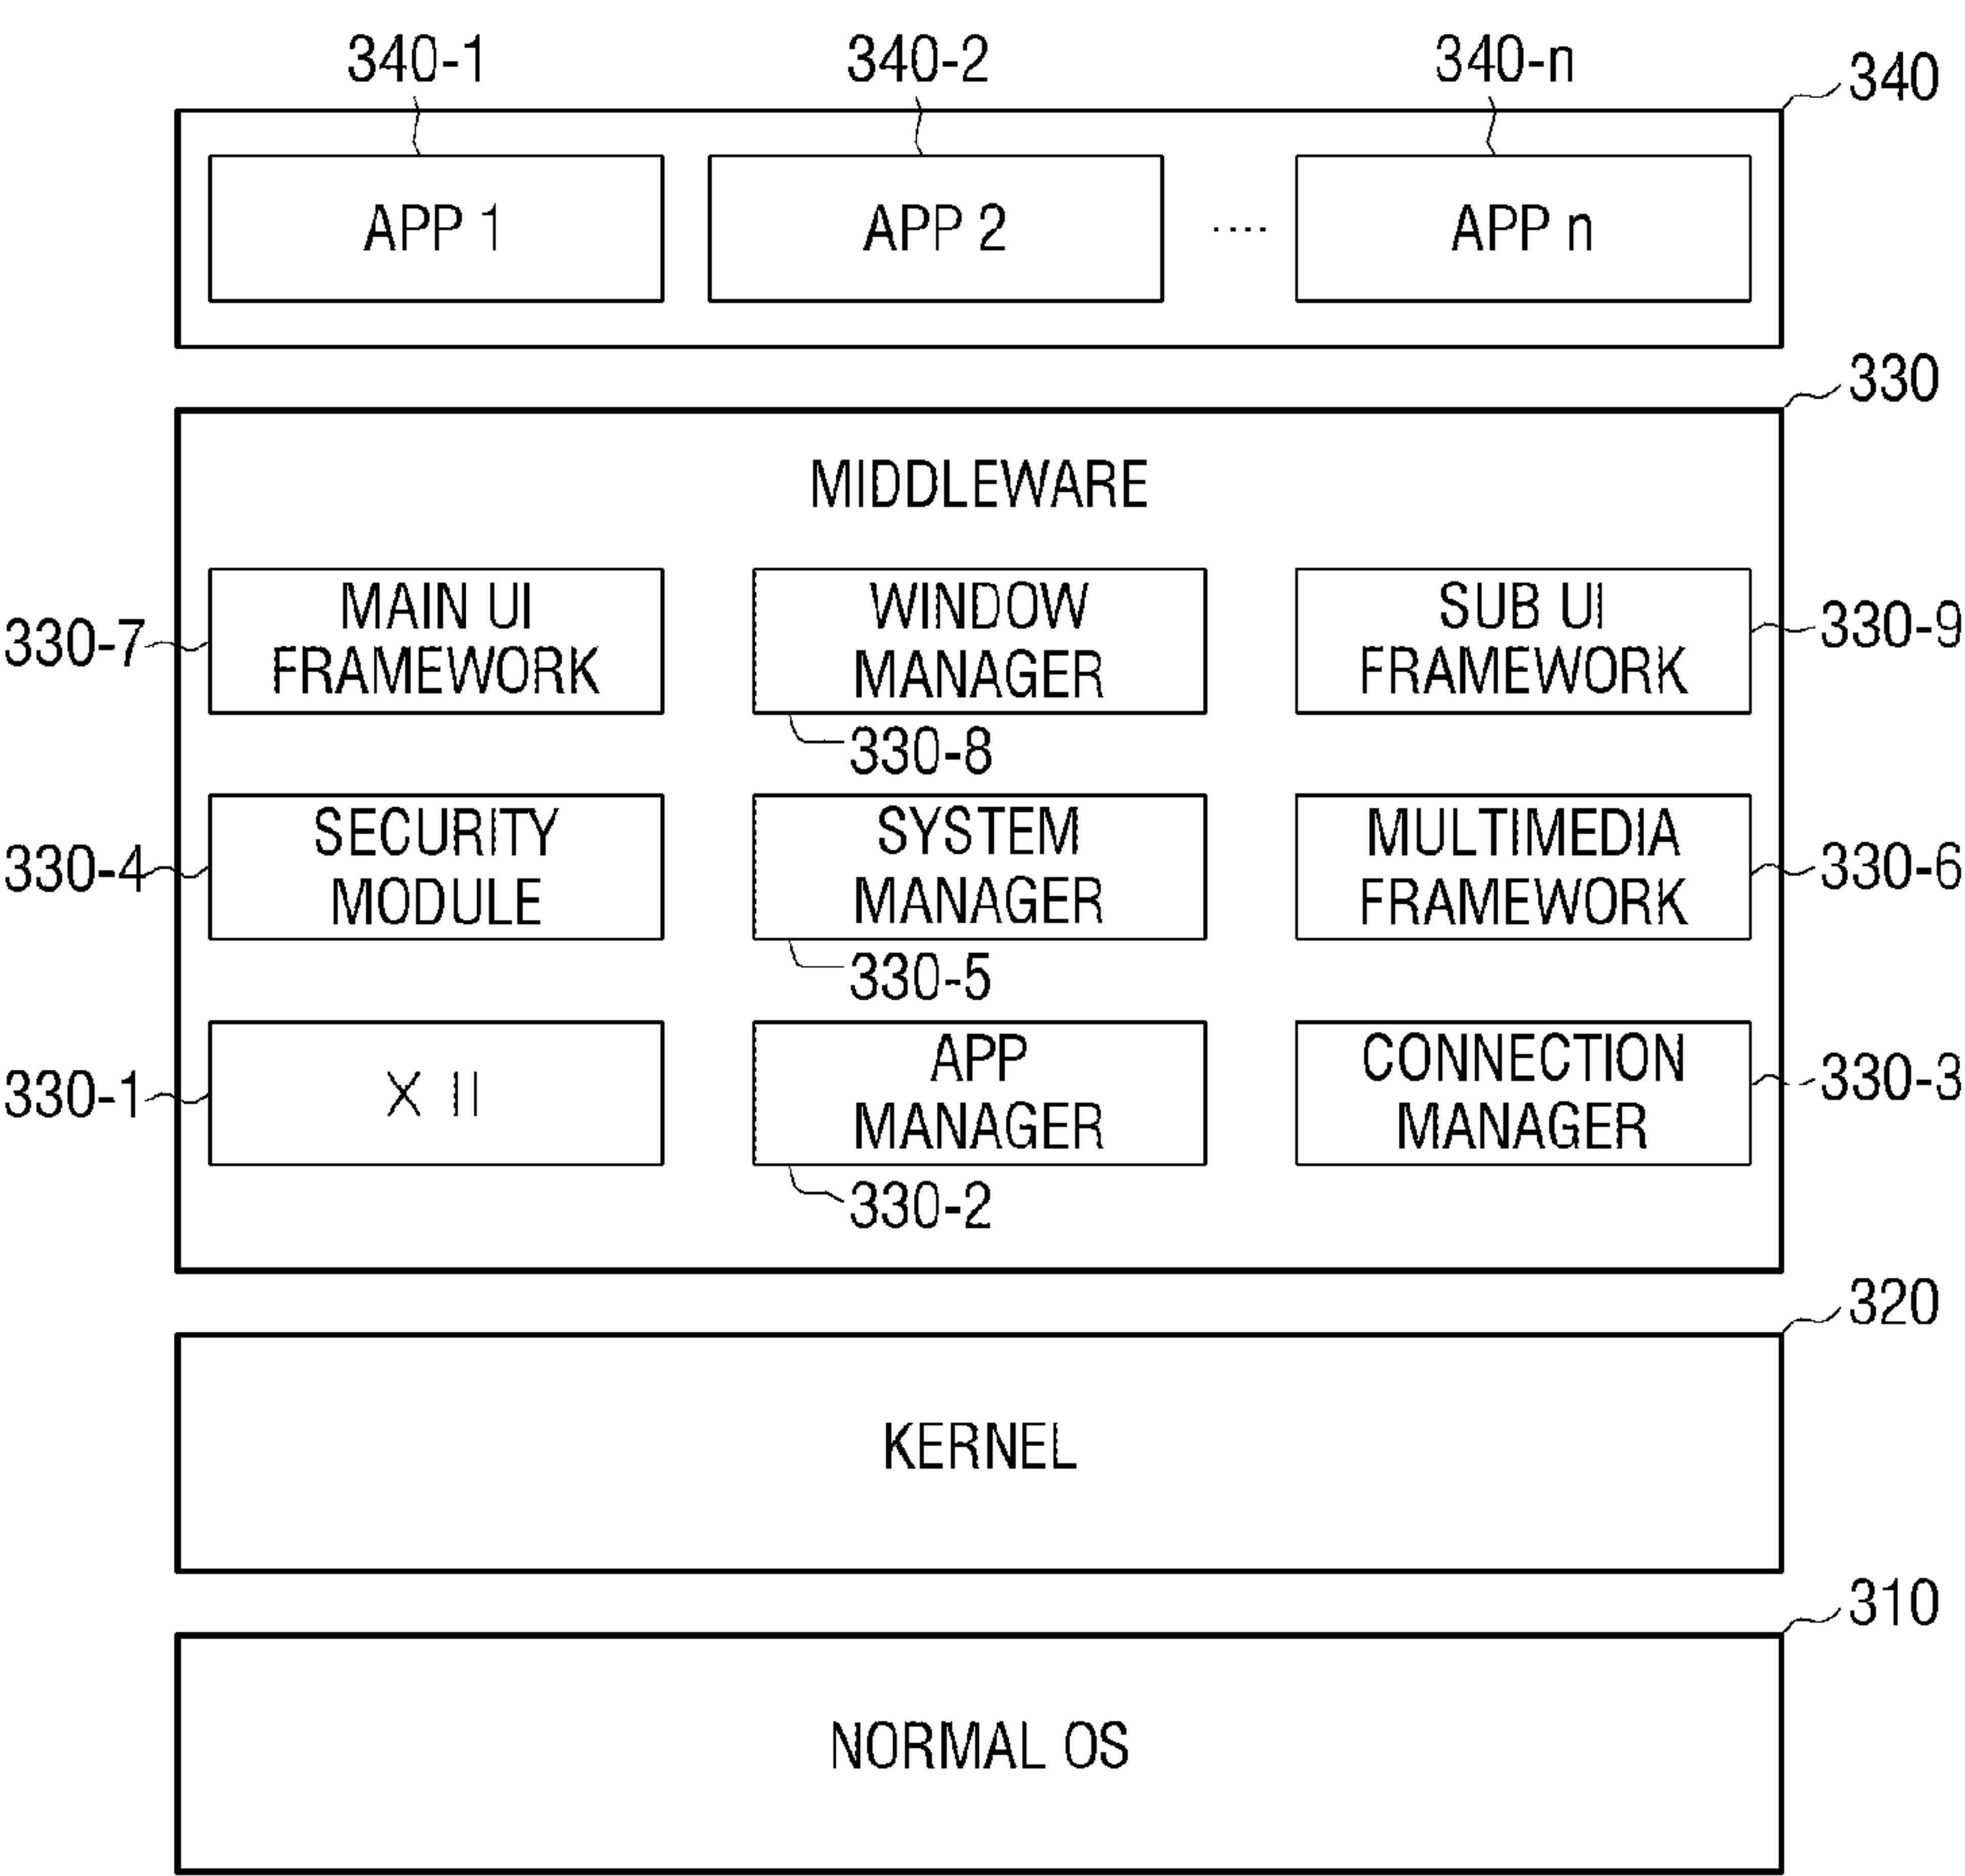 340-1 340-2 340-n 340
APP 1 APP 2 .... APP n
330
MIDDLEWARE
330-7 MAIN UI FRAMEWORK
WINDOW MANAGER
330-8
SUB UI FRAMEWORK 330-9
330-4 SECURITY MODULE
SYSTEM MANAGER
330-5
MULTIMEDIA FRAMEWORK 330-6
330-1 X 11
APP MANAGER
330-2
CONNECTION MANAGER 330-3
320
KERNEL
310
NORMAL OS